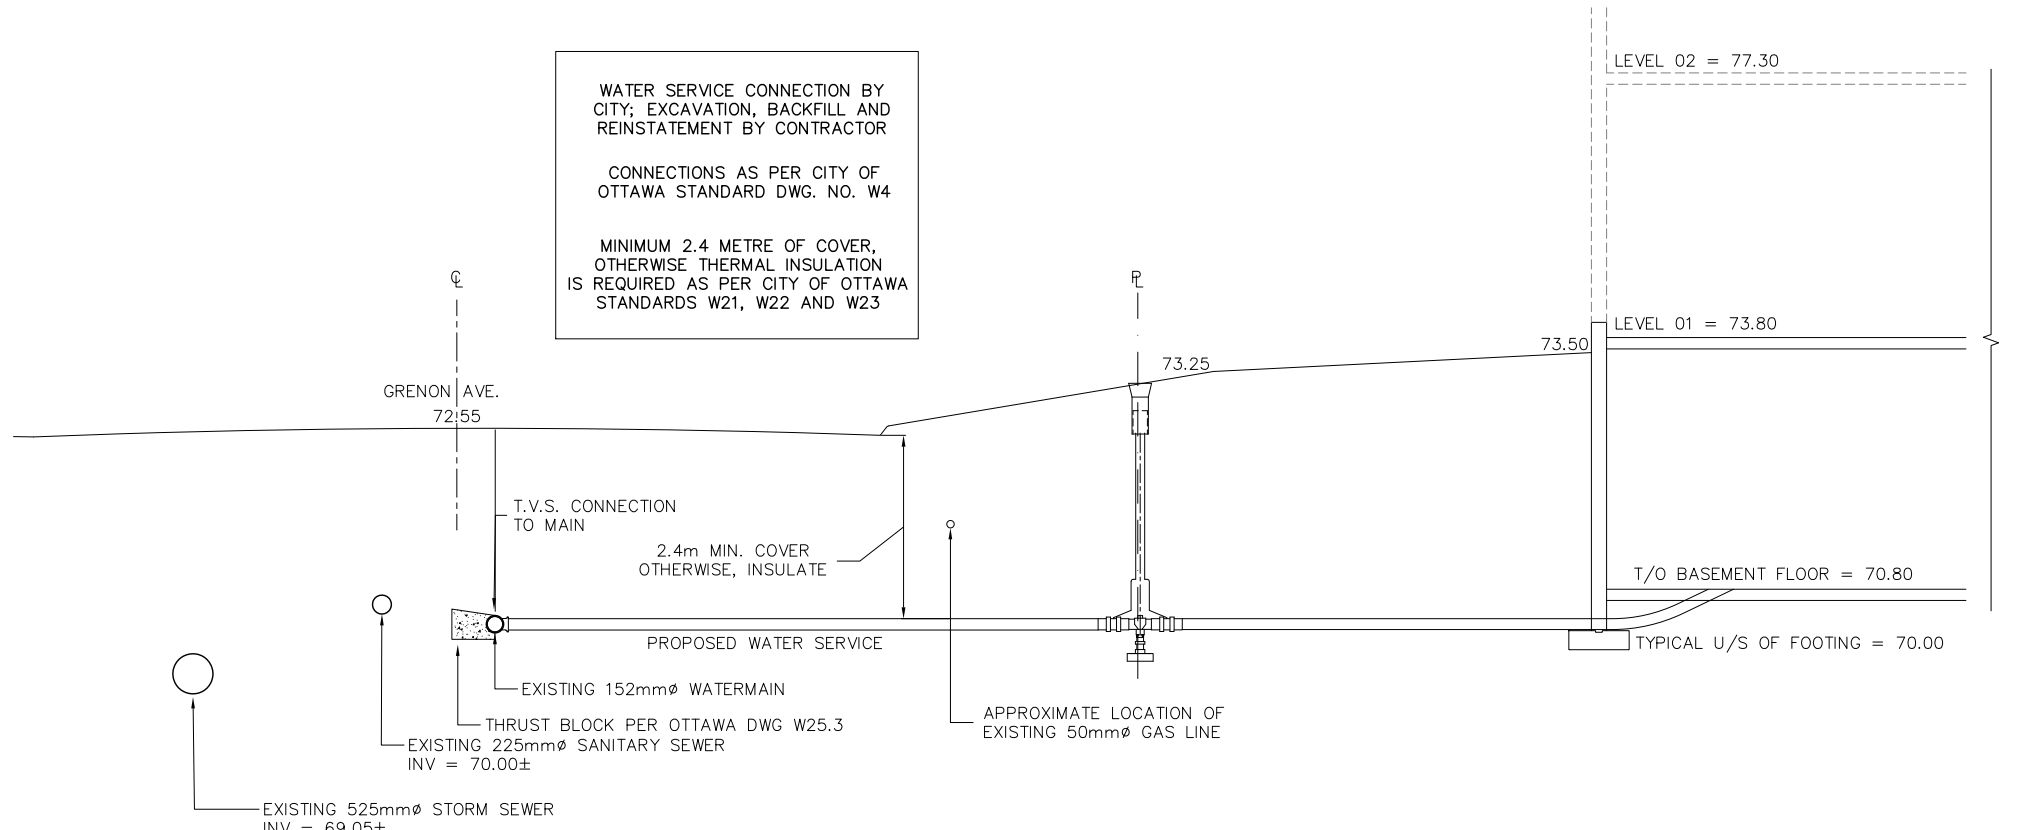 LEVEL 02 = 77.30
WATER SERVICE CONNECTION BY
CITY; EXCAVATION, BACKFILL AND
REINSTATEMENT BY CONTRACTOR
CONNECTIONS AS PER CITY OF
OTTAWA STANDARD DWG. NO. W4
MINIMUM 2.4 METRE OF COVER,
OTHERWISE THERMAL INSULATION
IS REQUIRED AS PER CITY OF OTTAWA
STANDARDS W21, W22 AND W23
℄
PL
LEVEL 01 = 73.80
73.50
73.25
GRENON AVE.
72.55
T.V.S. CONNECTION
TO MAIN
2.4m MIN. COVER
OTHERWISE, INSULATE
T/O BASEMENT FLOOR = 70.80
PROPOSED WATER SERVICE
TYPICAL U/S OF FOOTING = 70.00
EXISTING 152mmø WATERMAIN
THRUST BLOCK PER OTTAWA DWG W25.3
APPROXIMATE LOCATION OF
EXISTING 50mmø GAS LINE
EXISTING 225mmø SANITARY SEWER
INV = 70.00±
EXISTING 525mmø STORM SEWER
INV = 69.05±